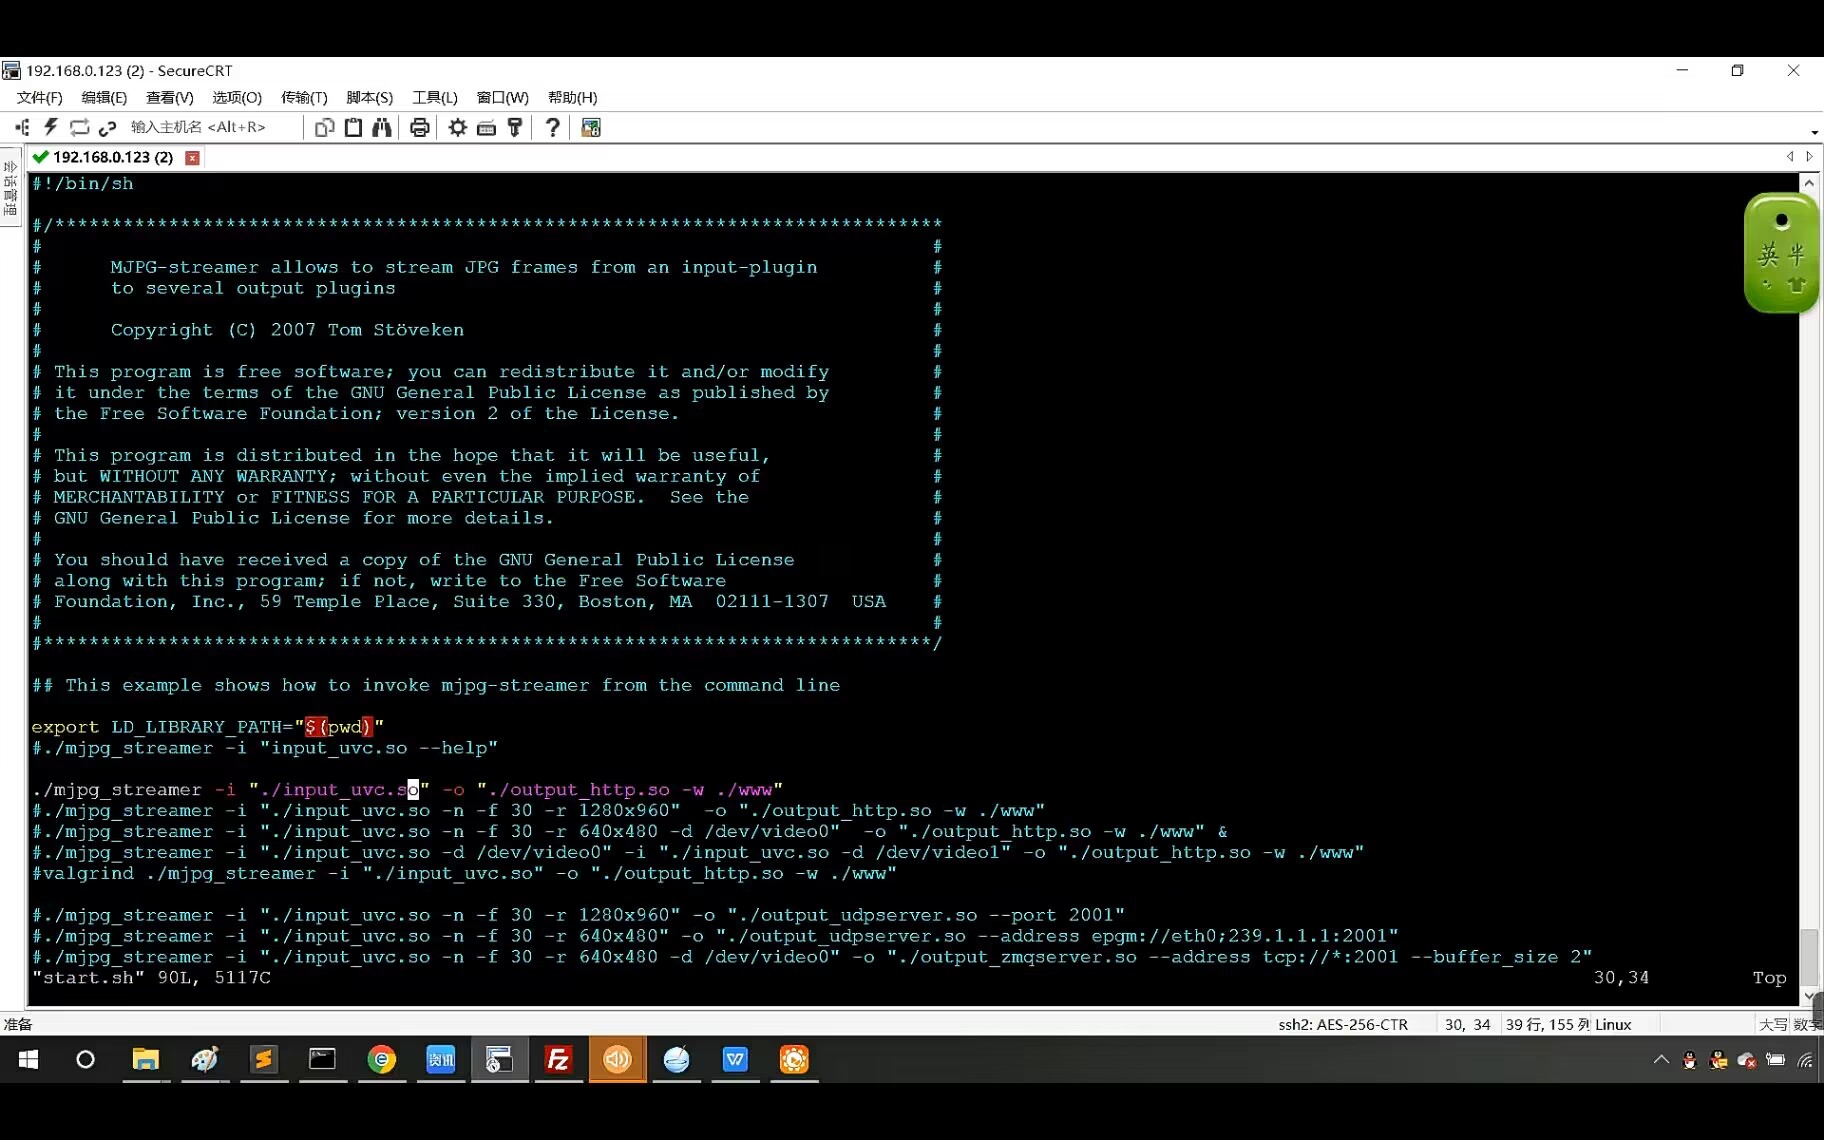 192.168.0.123 (2) - SecureCRT
文件(F) 编辑(E) 查看(V) 选项(O) 传输(T) 脚本(S) 工具(L) 窗口(W) 帮助(H)
输入主机名 <Alt+R>
192.168.0.123 (2)
会话管理
#!/bin/sh
#/******************************************************************************
# #
# MJPG-streamer allows to stream JPG frames from an input-plugin #
# to several output plugins #
# #
# Copyright (C) 2007 Tom Stöveken #
# #
# This program is free software; you can redistribute it and/or modify #
# it under the terms of the GNU General Public License as published by #
# the Free Software Foundation; version 2 of the License. #
# #
# This program is distributed in the hope that it will be useful, #
# but WITHOUT ANY WARRANTY; without even the implied warranty of #
# MERCHANTABILITY or FITNESS FOR A PARTICULAR PURPOSE. See the #
# GNU General Public License for more details. #
# #
# You should have received a copy of the GNU General Public License #
# along with this program; if not, write to the Free Software #
# Foundation, Inc., 59 Temple Place, Suite 330, Boston, MA 02111-1307 USA #
# #
#******************************************************************************/
## This example shows how to invoke mjpg-streamer from the command line
export LD_LIBRARY_PATH="$(pwd)"
#./mjpg_streamer -i "input_uvc.so --help"
./mjpg_streamer -i "./input_uvc.so" -o "./output_http.so -w ./www"
#./mjpg_streamer -i "./input_uvc.so -n -f 30 -r 1280x960" -o "./output_http.so -w ./www"
#./mjpg_streamer -i "./input_uvc.so -n -f 30 -r 640x480 -d /dev/video0" -o "./output_http.so -w ./www" &
#./mjpg_streamer -i "./input_uvc.so -d /dev/video0" -i "./input_uvc.so -d /dev/video1" -o "./output_http.so -w ./www"
#valgrind ./mjpg_streamer -i "./input_uvc.so" -o "./output_http.so -w ./www"
#./mjpg_streamer -i "./input_uvc.so -n -f 30 -r 1280x960" -o "./output_udpserver.so --port 2001"
#./mjpg_streamer -i "./input_uvc.so -n -f 30 -r 640x480" -o "./output_udpserver.so --address epgm://eth0;239.1.1.1:2001"
#./mjpg_streamer -i "./input_uvc.so -n -f 30 -r 640x480 -d /dev/video0" -o "./output_zmqserver.so --address tcp://*:2001 --buffer_size 2"
"start.sh" 90L, 5117C 30,34 Top
英 半
准备 ssh2: AES-256-CTR 30, 34 39 行, 155 列 Linux 大写 数字
资讯